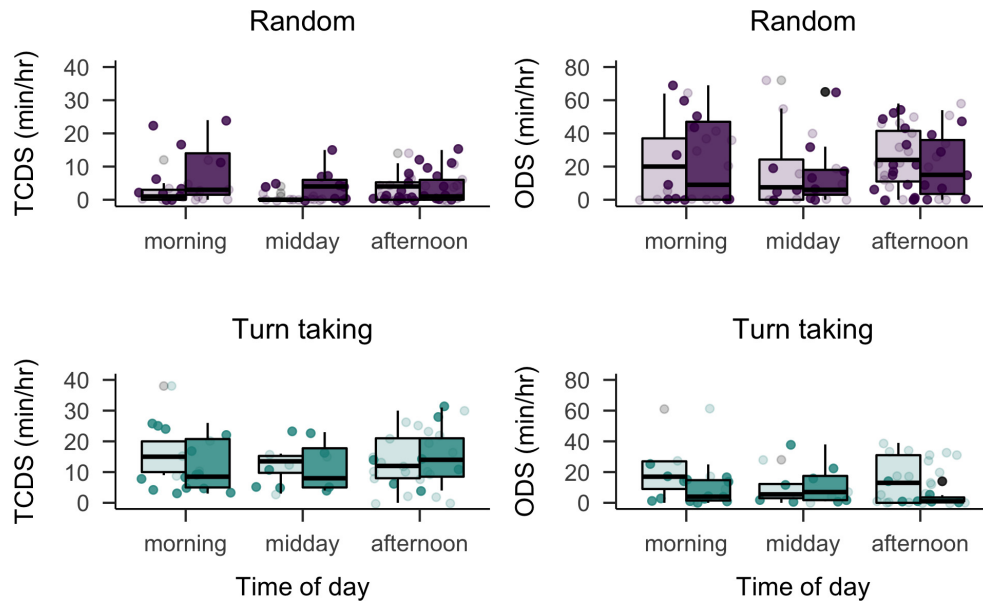 Random
TCDS (min/hr)
40
30
20
10
0
morning midday afternoon
Random
ODS (min/hr)
80
60
40
20
0
morning midday afternoon
Turn taking
TCDS (min/hr)
40
30
20
10
0
morning midday afternoon
Time of day
Turn taking
ODS (min/hr)
80
60
40
20
0
morning midday afternoon
Time of day